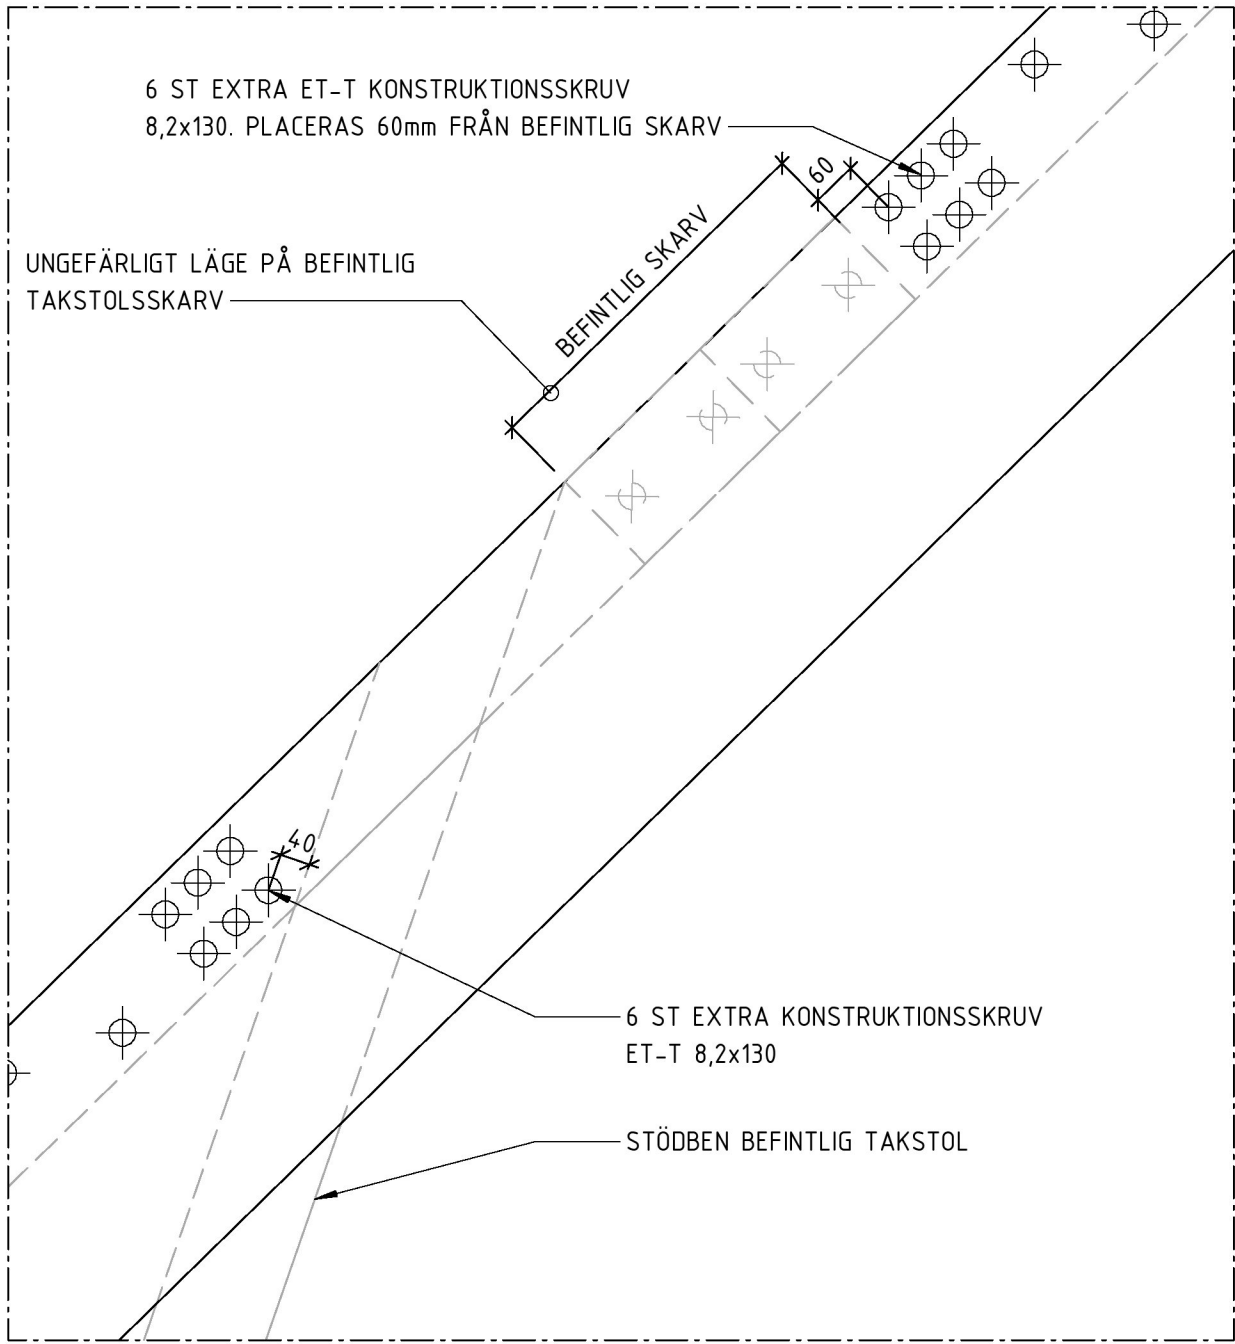 6 ST EXTRA ET-T KONSTRUKTIONSSKRUV
8,2x130. PLACERAS 60mm FRÅN BEFINTLIG SKARV
60
BEFINTLIG SKARV
UNGEFÄRLIGT LÄGE PÅ BEFINTLIG
TAKSTOLSSKARV
40
6 ST EXTRA KONSTRUKTIONSSKRUV
ET-T 8,2x130
STÖDBEN BEFINTLIG TAKSTOL